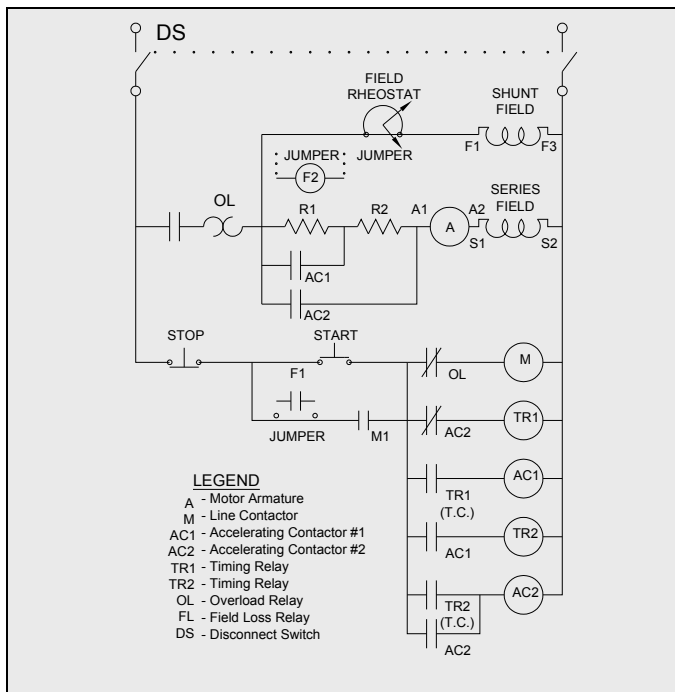 DS
FIELD
RHEOSTAT
SHUNT
FIELD
F1
F3
JUMPER
JUMPER
F2
OL
R1
R2
A1
A
A2
SERIES
FIELD
S1
S2
AC1
AC2
STOP
START
F1
OL
M
JUMPER
M1
AC2
TR1
TR1
(T.C.)
AC1
AC1
TR2
TR2
(T.C.)
AC2
AC2
LEGEND
A - Motor Armature
M - Line Contactor
AC1 - Accelerating Contactor #1
AC2 - Accelerating Contactor #2
TR1 - Timing Relay
TR2 - Timing Relay
OL - Overload Relay
FL - Field Loss Relay
DS - Disconnect Switch